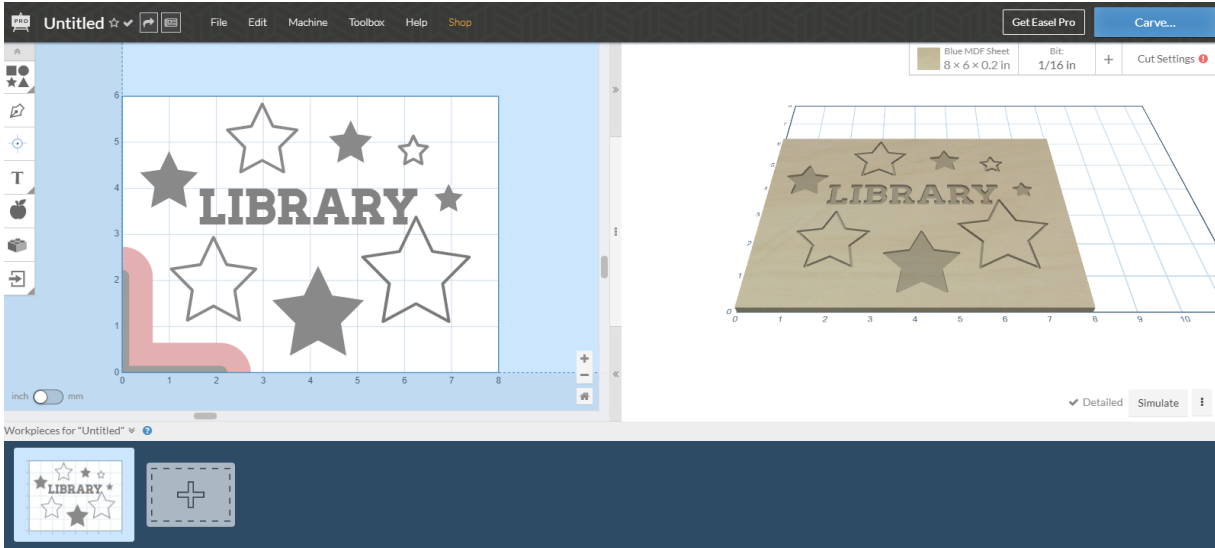 PRO
Untitled File Edit Machine Toolbox Help Shop Get Easel Pro Carve...
Blue MDF Sheet
8 × 6 × 0.2 in
Bit:
1/16 in
+
Cut Settings
T
6
5
4
3
2
1
0
0 1 2 3 4 5 6 7 8
LIBRARY
LIBRARY
0 1 2 3 4 5 6 7 8 9 10
inch mm
Detailed
Simulate
Workpieces for "Untitled" ?
LIBRARY